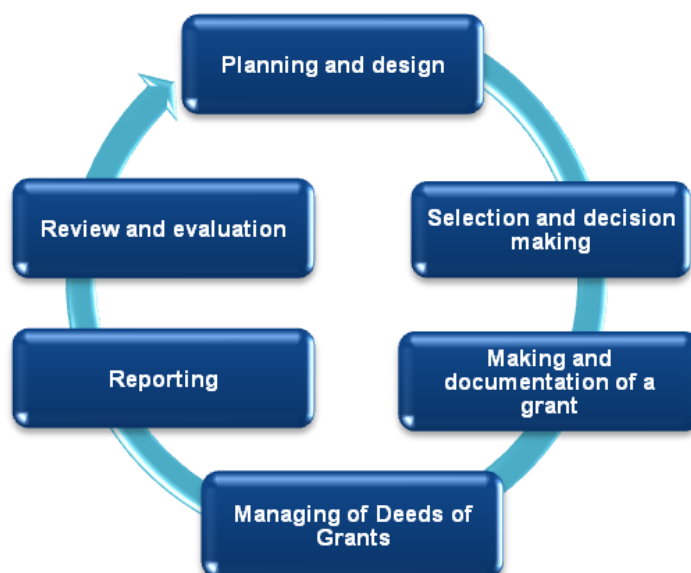 Planning and design
Selection and decision
making
Making and
documentation of a
grant
Managing of Deeds of
Grants
Reporting
Review and evaluation